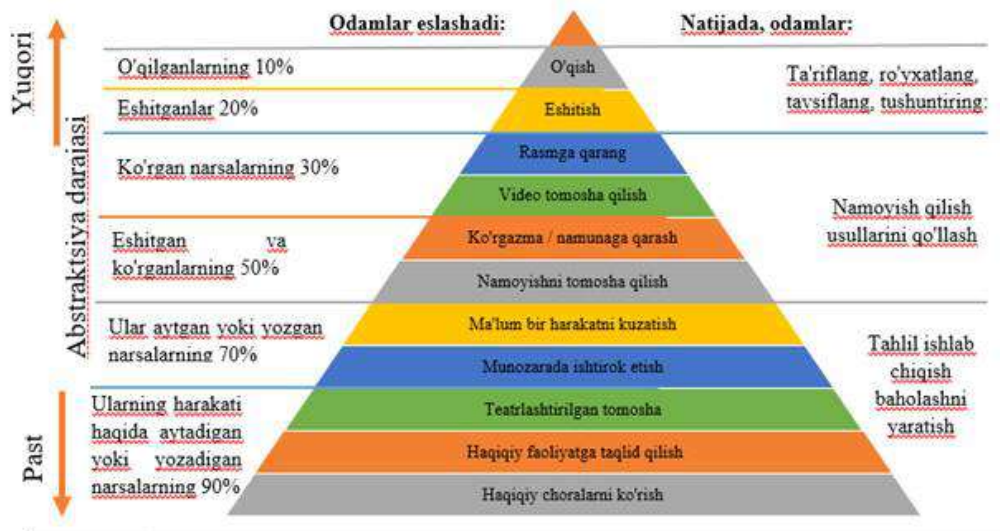 Odamlar eslashadi:
Natijada, odamlar:
Yuqori
Abstraktsiya darajasi
Past
O'qilganlarning 10%
Eshitganlar 20%
Ko'rgan narsalarning 30%
Eshitgan va
ko'rganlarning 50%
Ular aytgan yoki yozgan
narsalarning 70%
Ularning harakati
haqida aytadigan
yoki yozadigan
narsalarning 90%
O'qish
Eshitish
Rasmga qarang
Video tomosha qilish
Ko'rgazma / namunaga qarash
Namoyishni tomosha qilish
Ma'lum bir harakatni kuzatish
Munozarada ishtirok etish
Teatrlashtirilgan tomosha
Haqiqiy faoliyatga taqlid qilish
Haqiqiy choralarni ko'rish
Ta'riflang, ro'yxatlang,
tavsiflang, tushuntiring:
Namoyish qilish
usullarini qo'llash
Tahlil ishlab
chiqish
baholashni
yaratish